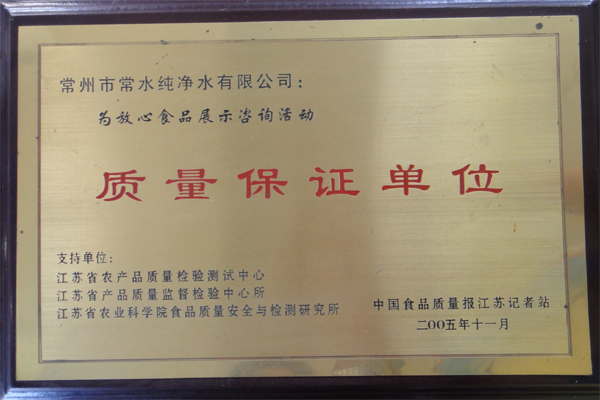 常州市常水纯净水有限公司：
为放心食品展示咨询活动
质量保证单位
支持单位:
江苏省农产品质量检验测试中心
江苏省产品质量监督检验中心所
江苏省农业科学院食品质量安全与检测研究所
中国食品质量报江苏记者站
二00五年十一月